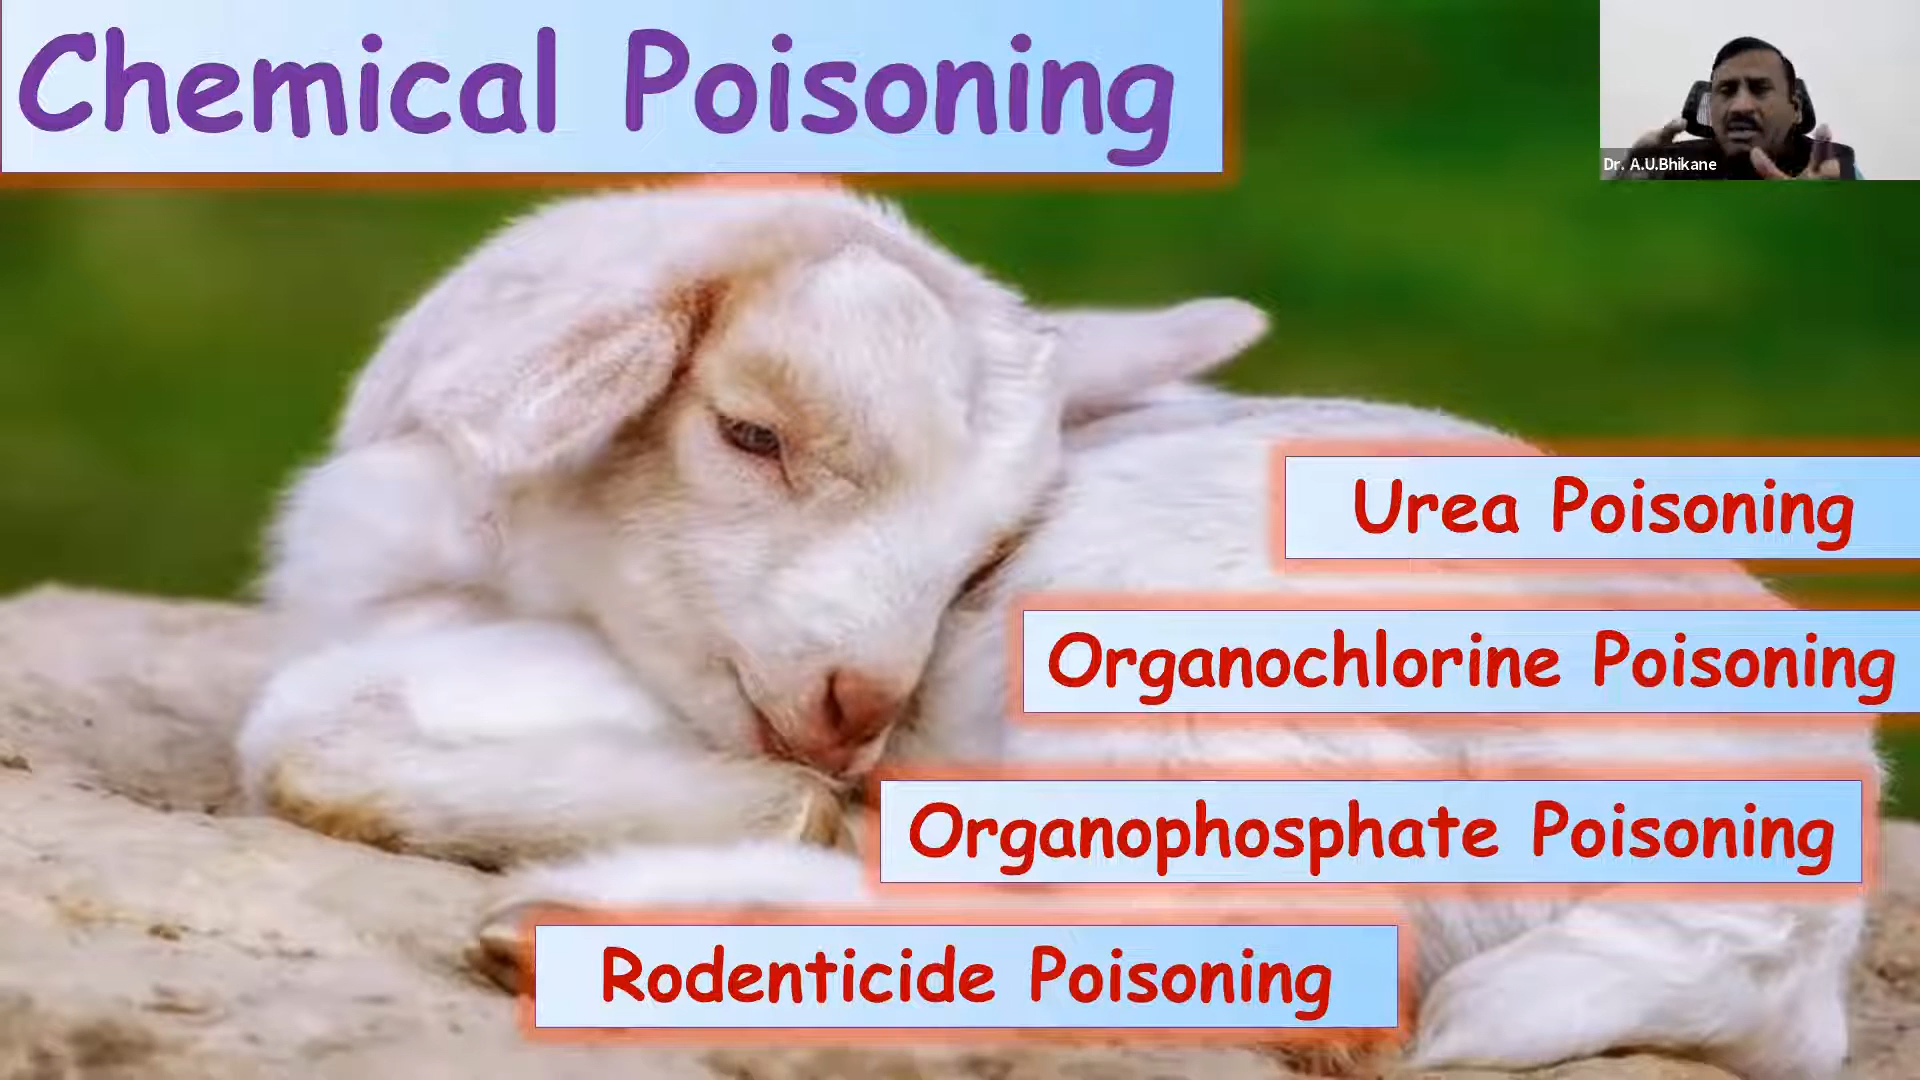 Chemical Poisoning
Dr. A.U.Bhikane
Urea Poisoning
Organochlorine Poisoning
Organophosphate Poisoning
Rodenticide Poisoning